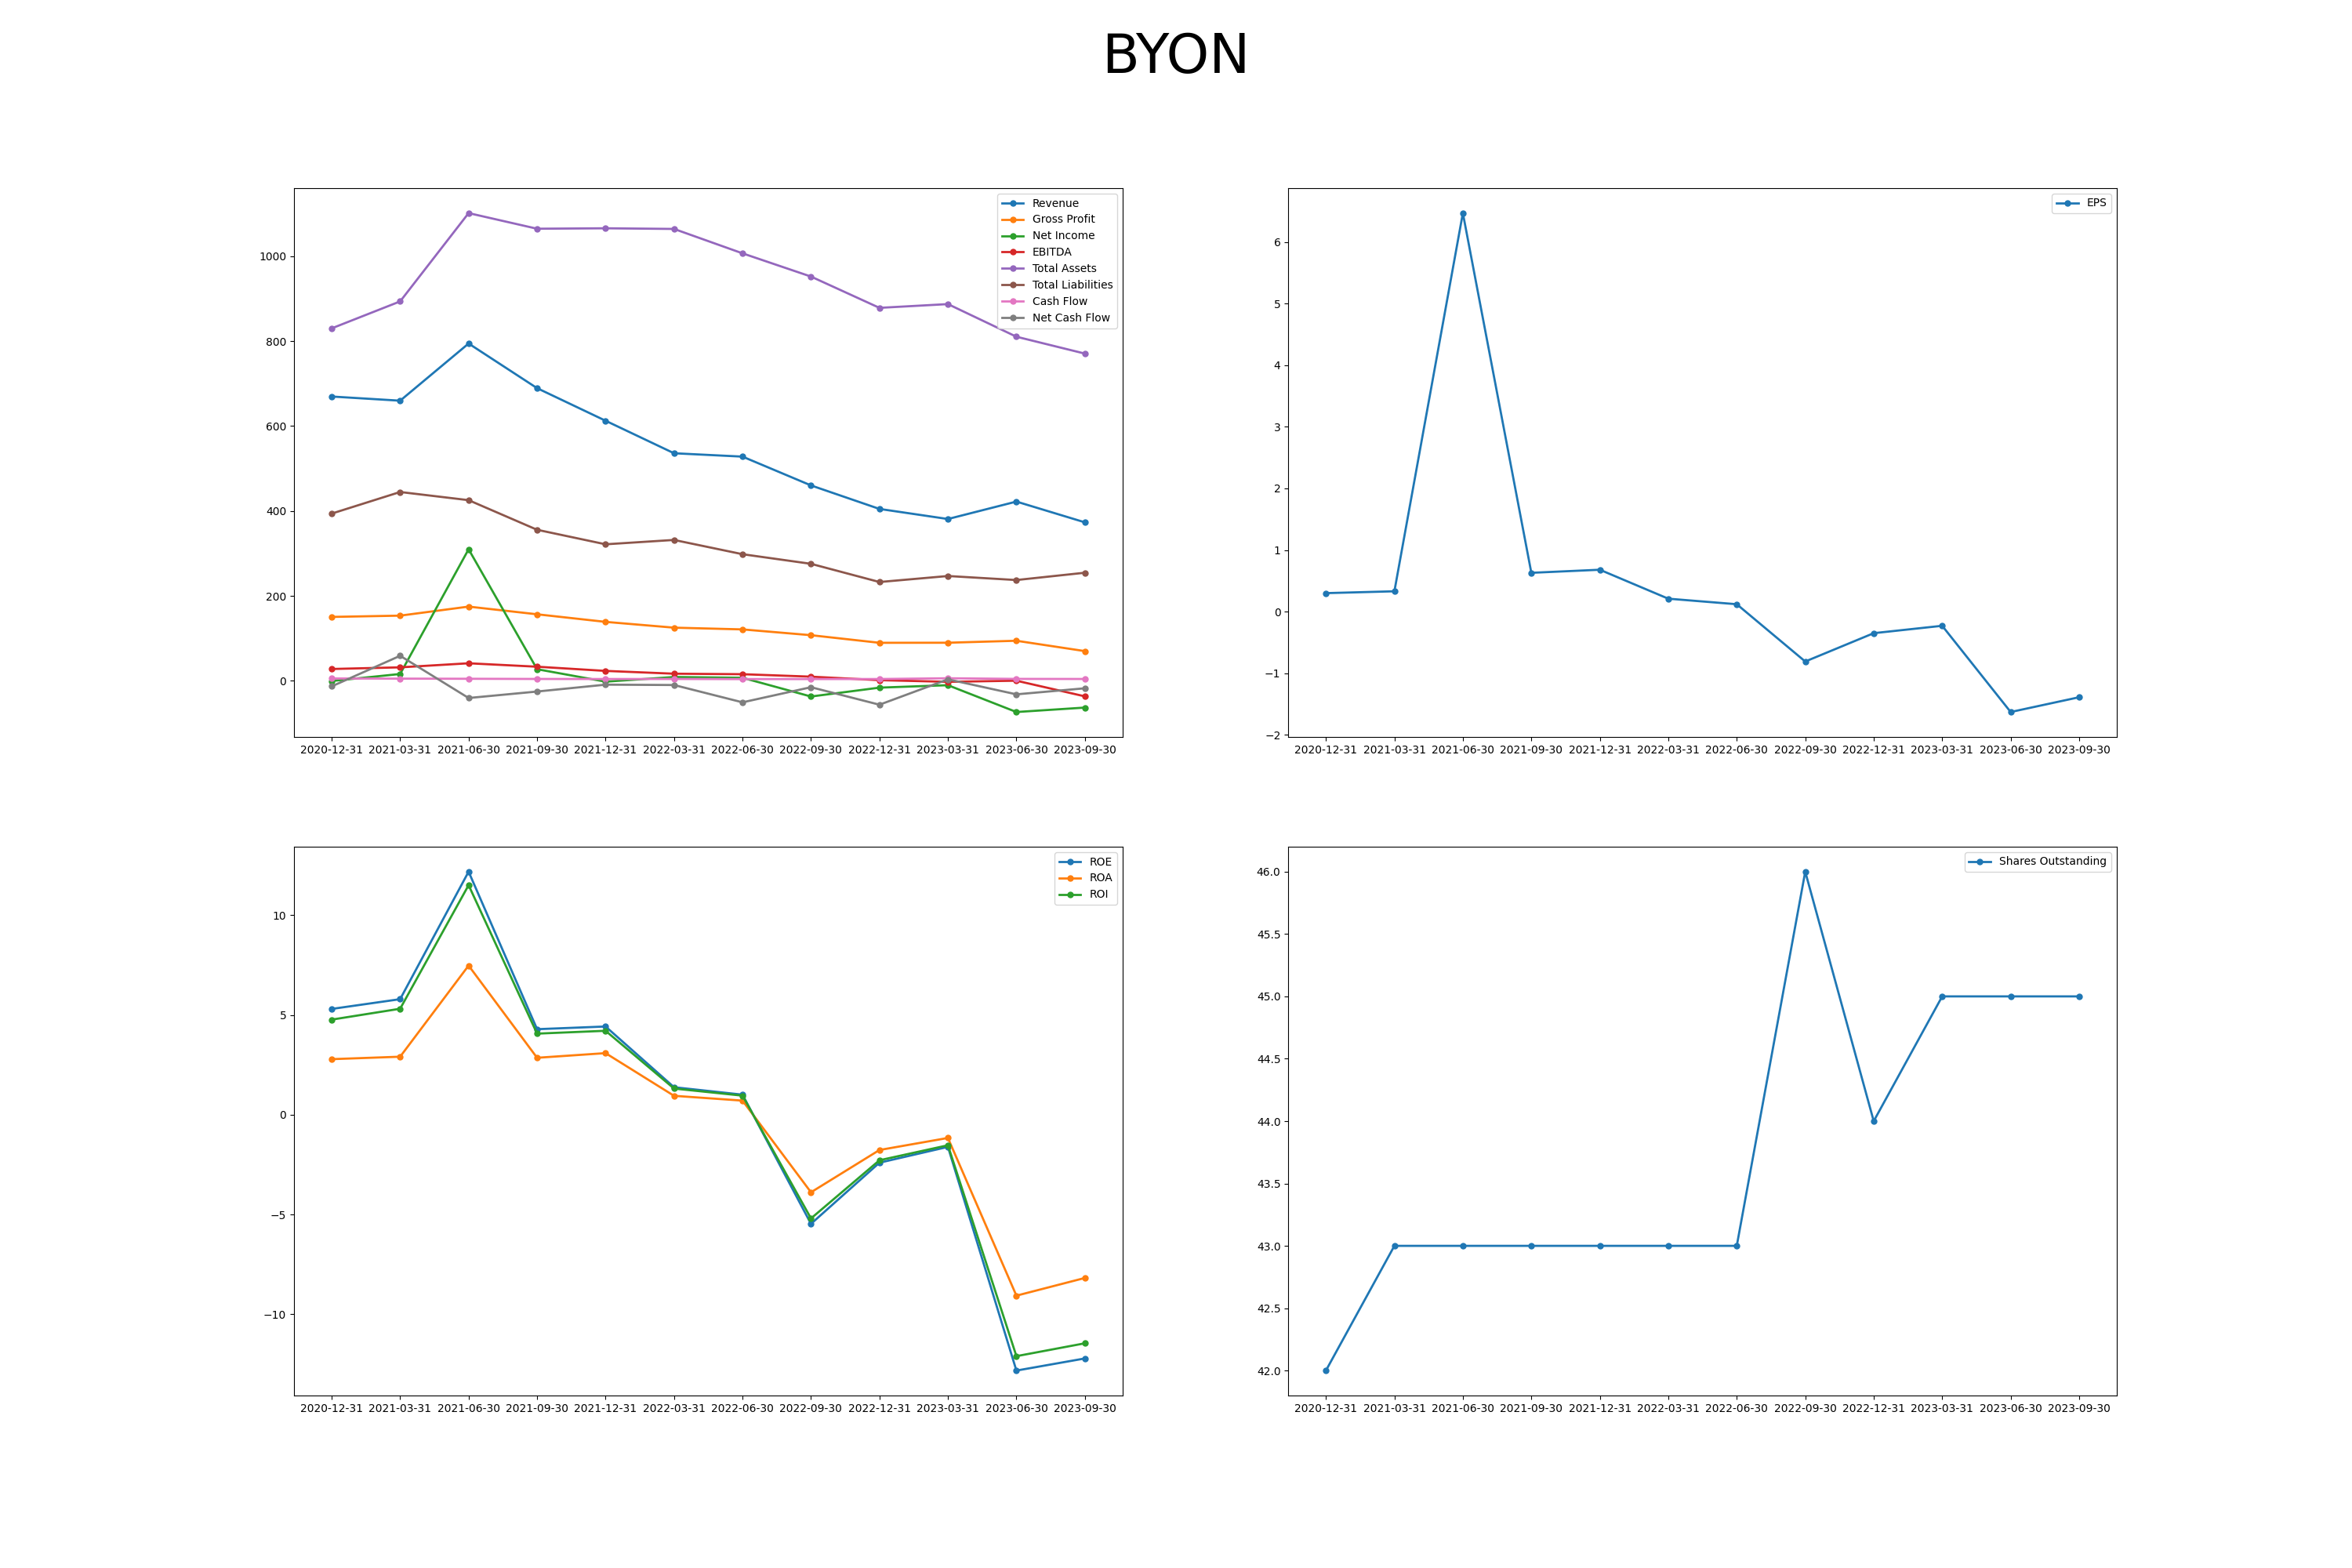 BYON
Revenue
Gross Profit
Net Income
EBITDA
Total Assets
Total Liabilities
Cash Flow
Net Cash Flow
1000
800
600
400
200
0
2020-12-31 2021-03-31 2021-06-30 2021-09-30 2021-12-31 2022-03-31 2022-06-30 2022-09-30 2022-12-31 2023-03-31 2023-06-30 2023-09-30
EPS
6
5
4
3
2
1
0
−1
−2
2020-12-31 2021-03-31 2021-06-30 2021-09-30 2021-12-31 2022-03-31 2022-06-30 2022-09-30 2022-12-31 2023-03-31 2023-06-30 2023-09-30
ROE
ROA
ROI
10
5
0
−5
−10
2020-12-31 2021-03-31 2021-06-30 2021-09-30 2021-12-31 2022-03-31 2022-06-30 2022-09-30 2022-12-31 2023-03-31 2023-06-30 2023-09-30
Shares Outstanding
46.0
45.5
45.0
44.5
44.0
43.5
43.0
42.5
42.0
2020-12-31 2021-03-31 2021-06-30 2021-09-30 2021-12-31 2022-03-31 2022-06-30 2022-09-30 2022-12-31 2023-03-31 2023-06-30 2023-09-30